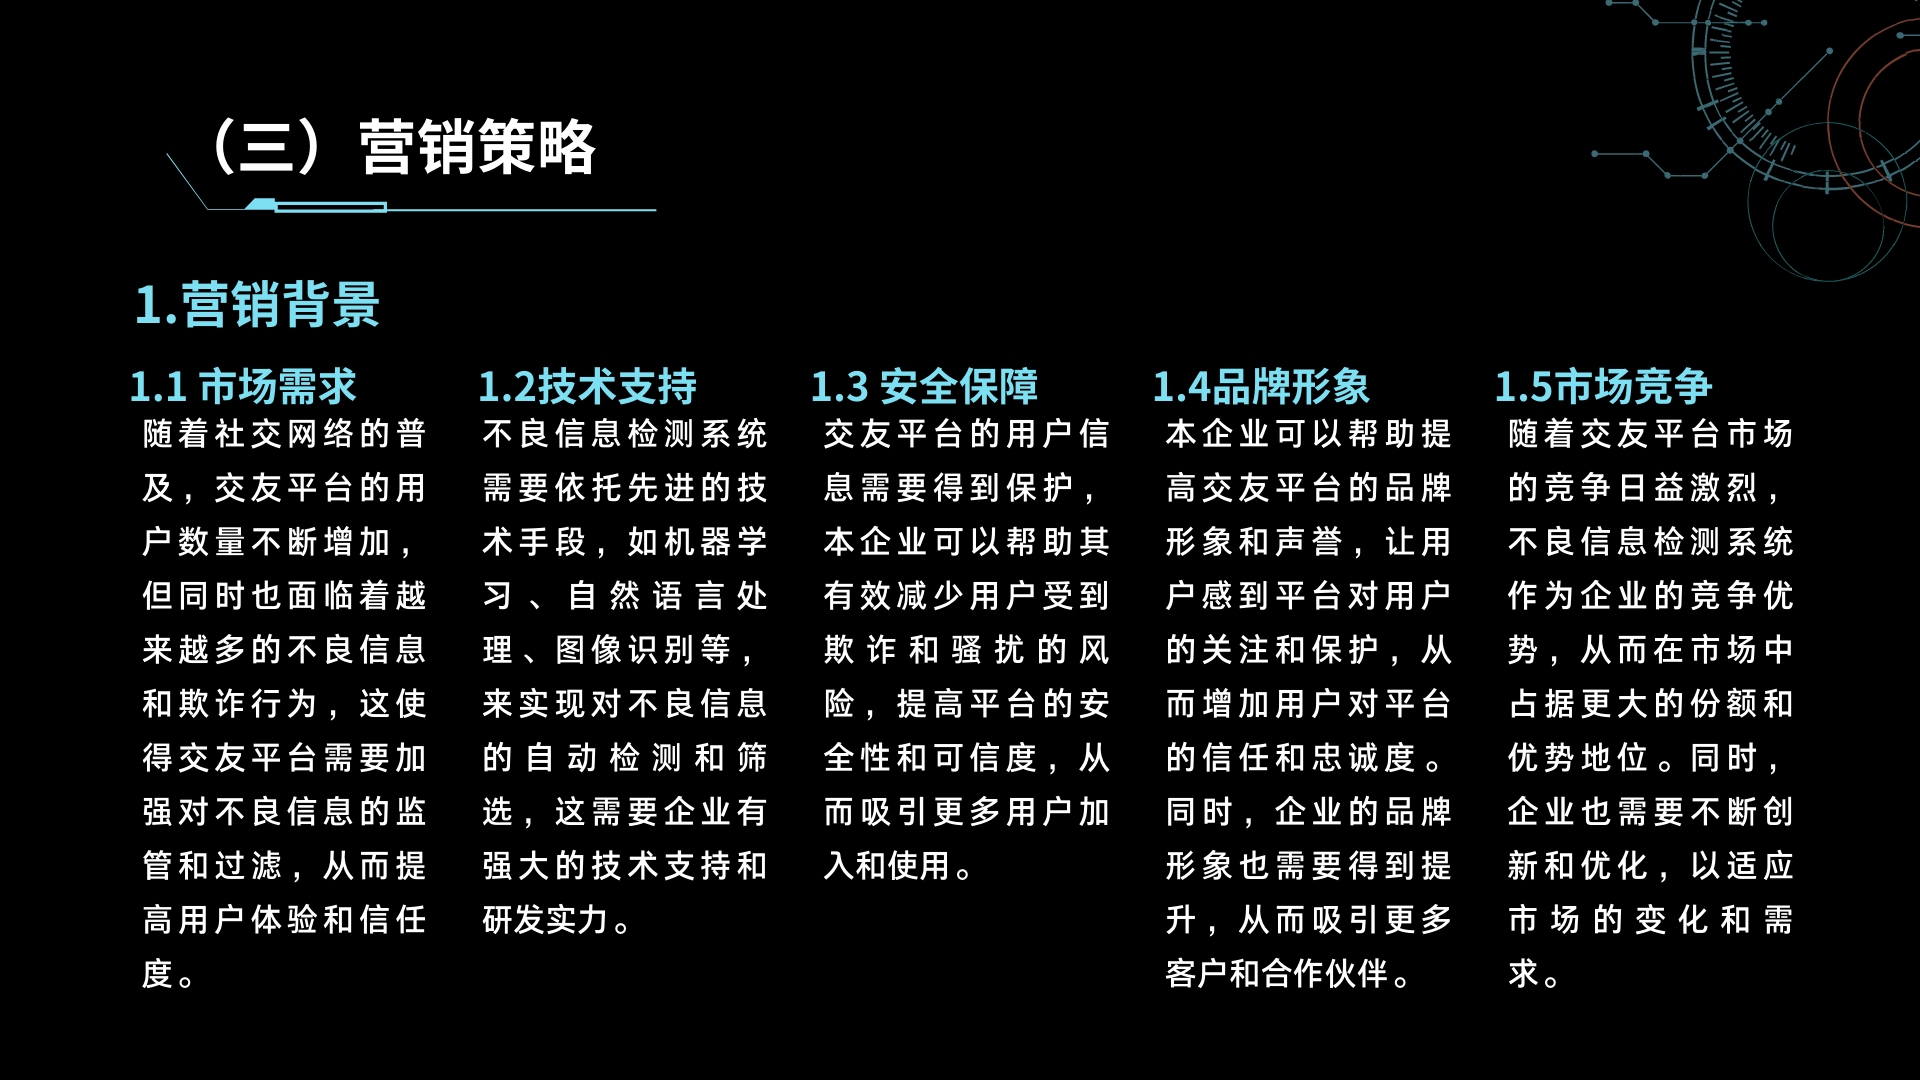 （三）营销策略
1.营销背景
1.1 市场需求
随着社交网络的普
及，交友平台的用
户数量不断增加，
但同时也面临着越
来越多的不良信息
和欺诈行为，这使
得交友平台需要加
强对不良信息的监
管和过滤，从而提
高用户体验和信任
度。
1.2技术支持
不良信息检测系统
需要依托先进的技
术手段，如机器学
习、自然语言处
理、图像识别等，
来实现对不良信息
的自动检测和筛
选，这需要企业有
强大的技术支持和
研发实力。
1.3 安全保障
交友平台的用户信
息需要得到保护，
本企业可以帮助其
有效减少用户受到
欺诈和骚扰的风
险，提高平台的安
全性和可信度，从
而吸引更多用户加
入和使用。
1.4品牌形象
本企业可以帮助提
高交友平台的品牌
形象和声誉，让用
户感到平台对用户
的关注和保护，从
而增加用户对平台
的信任和忠诚度。
同时，企业的品牌
形象也需要得到提
升，从而吸引更多
客户和合作伙伴。
1.5市场竞争
随着交友平台市场
的竞争日益激烈，
不良信息检测系统
作为企业的竞争优
势，从而在市场中
占据更大的份额和
优势地位。同时，
企业也需要不断创
新和优化，以适应
市场的变化和需
求。